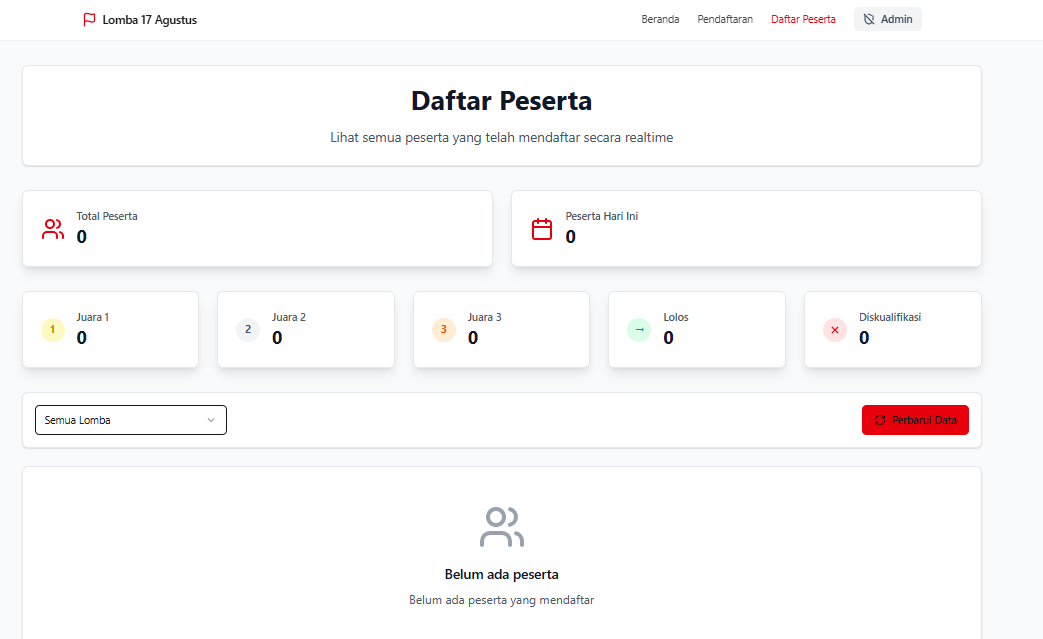 Lomba 17 Agustus
Beranda Pendaftaran Daftar Peserta Admin
Daftar Peserta
Lihat semua peserta yang telah mendaftar secara realtime
Total Peserta
0
Peserta Hari Ini
0
1
Juara 1
0
2
Juara 2
0
3
Juara 3
0
→
Lolos
0
Diskualifikasi
0
Semua Lomba
Perbarui Data
Belum ada peserta
Belum ada peserta yang mendaftar